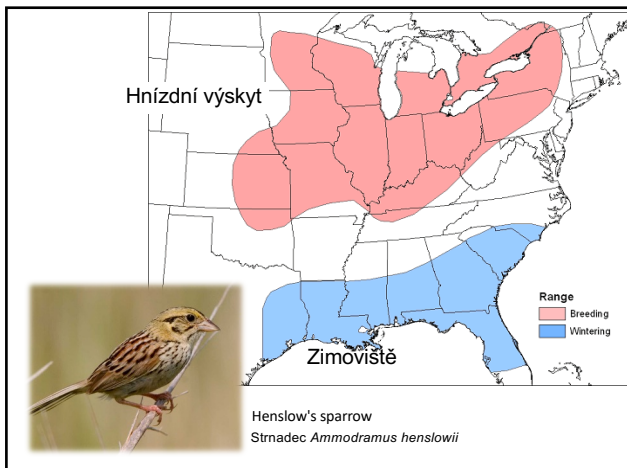 Hnízdní výskyt
Range
Breeding
Wintering
Zimoviště
Henslow's sparrow
Strnadec Ammodramus henslowii